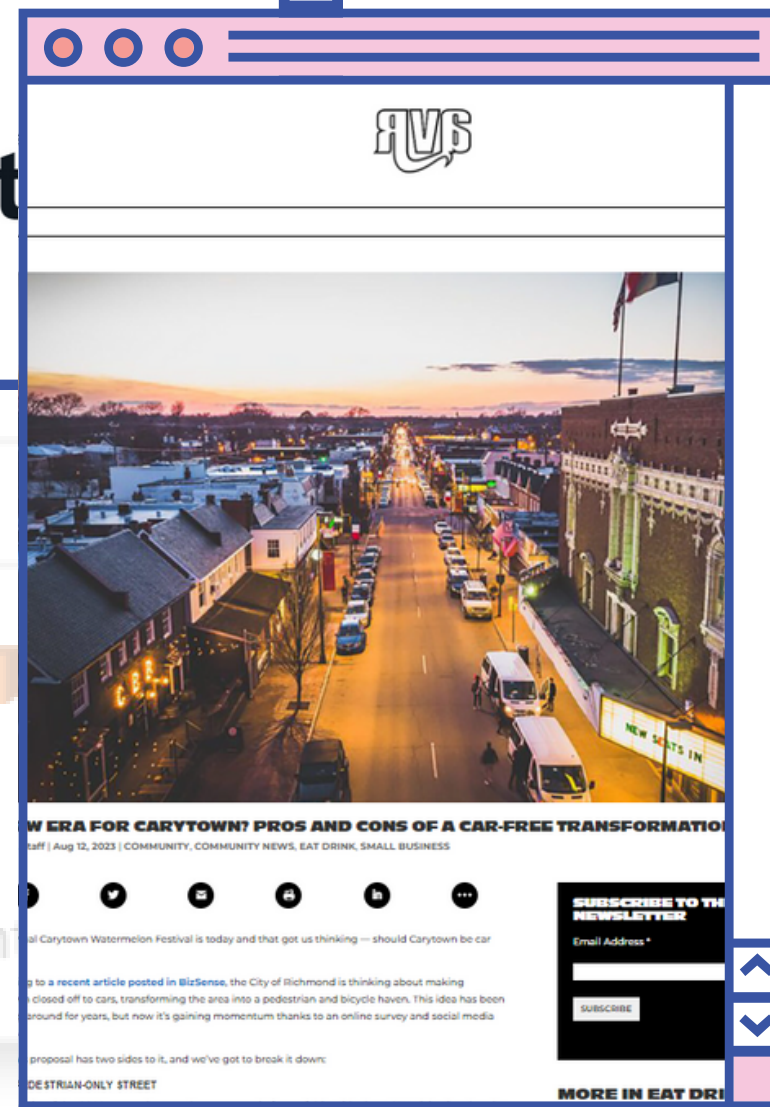 RVA
t
CBR
NEW SEATS IN
W ERA FOR CARYTOWN? PROS AND CONS OF A CAR-FREE TRANSFORMATIO
taff | Aug 12, 2023 | COMMUNITY, COMMUNITY NEWS, EAT DRINK, SMALL BUSINESS
in
SUBSCRIBE TO TH
NEWSLETTER
al Carytown Watermelon Festival is today and that got us thinking — should Carytown be car
Email Address *
g to a recent article posted in BizSense, the City of Richmond is thinking about making
closed off to cars, transforming the area into a pedestrian and bicycle haven. This idea has been
SUBSCRIBE
around for years, but now it's gaining momentum thanks to an online survey and social media
proposal has two sides to it, and we've got to break it down:
DESTRIAN-ONLY STREET
MORE IN EAT DRI